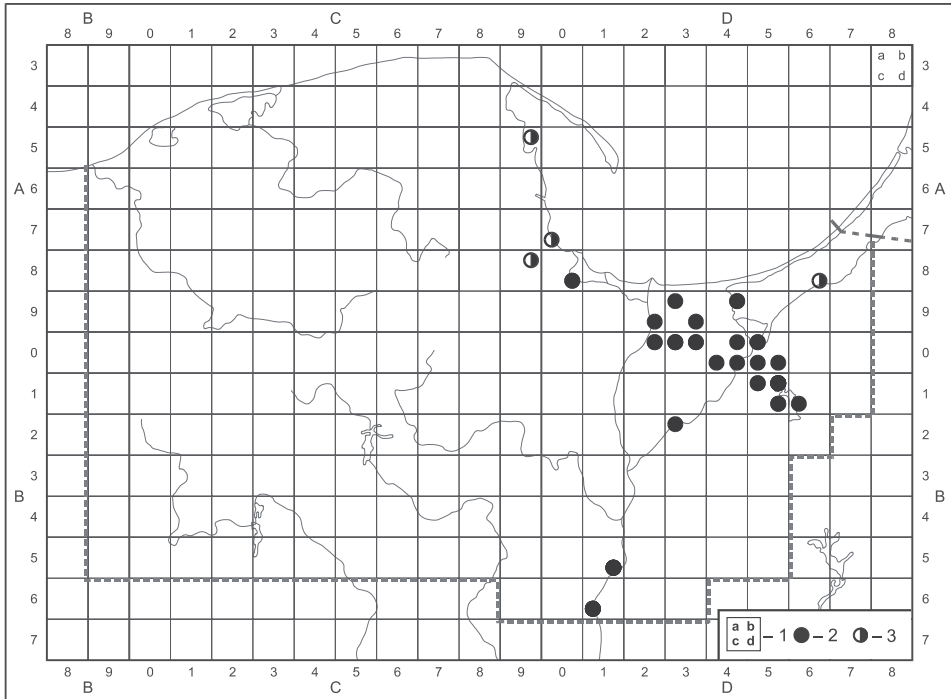 B C D
8 9 0 1 2 3 4 5 6 7 8 9 0 1 2 3 4 5 6 7 8
3 a b 3
c d
4 4
5 5
A 6 6 A
7 7
8 8
9 9
0 0
1 1
2 2
3 3
B 4 4 B
5 5
6 a b 6
c d - 1 - 2 - 3
7 7
8 9 0 1 2 3 4 5 6 7 8 9 0 1 2 3 4 5 6 7 8
B C D